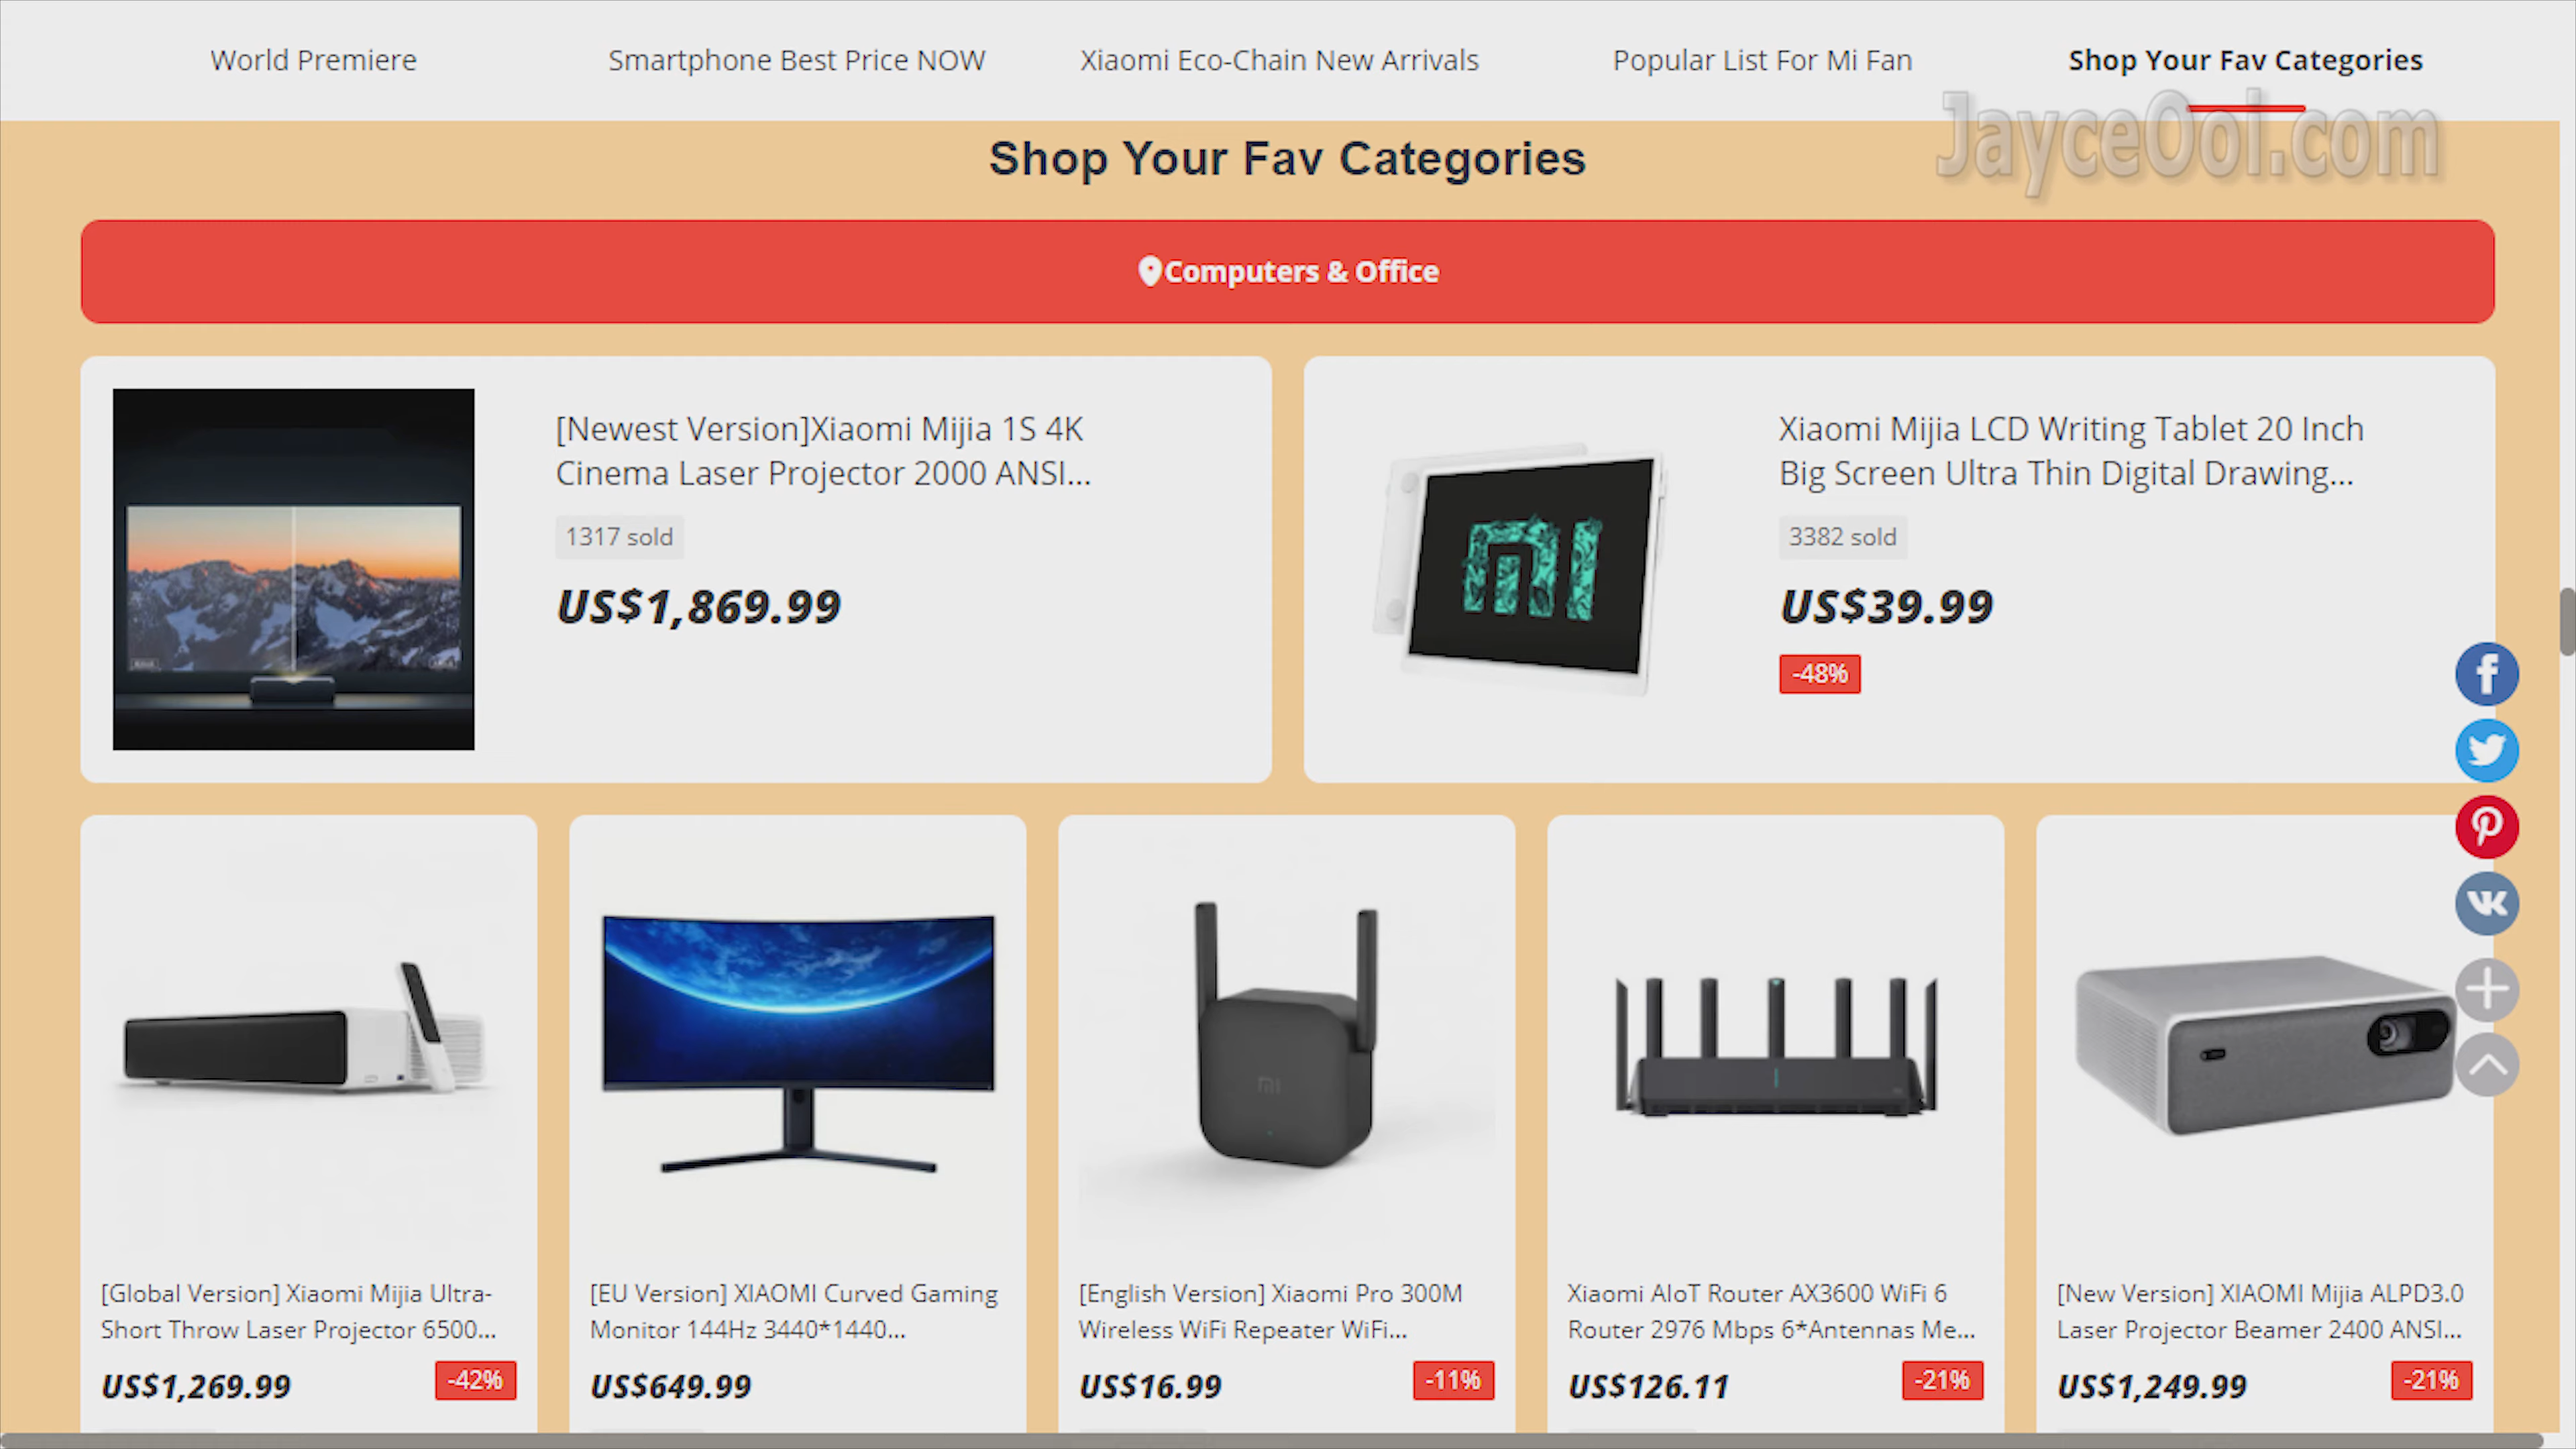 World Premiere
Smartphone Best Price NOW
Xiaomi Eco-Chain New Arrivals
Popular List For Mi Fan
Shop Your Fav Categories
JayceOoi.com
Shop Your Fav Categories
Computers & Office
[Newest Version]Xiaomi Mijia 1S 4K
Cinema Laser Projector 2000 ANSI...
1317 sold
US$1,869.99
Xiaomi Mijia LCD Writing Tablet 20 Inch
Big Screen Ultra Thin Digital Drawing...
3382 sold
US$39.99
-48%
[Global Version] Xiaomi Mijia Ultra-
Short Throw Laser Projector 6500...
US$1,269.99
-42%
[EU Version] XIAOMI Curved Gaming
Monitor 144Hz 3440*1440...
US$649.99
[English Version] Xiaomi Pro 300M
Wireless WiFi Repeater WiFi...
US$16.99
-11%
Xiaomi AIoT Router AX3600 WiFi 6
Router 2976 Mbps 6*Antennas Me...
US$126.11
-21%
[New Version] XIAOMI Mijia ALPD3.0
Laser Projector Beamer 2400 ANSI...
US$1,249.99
-21%